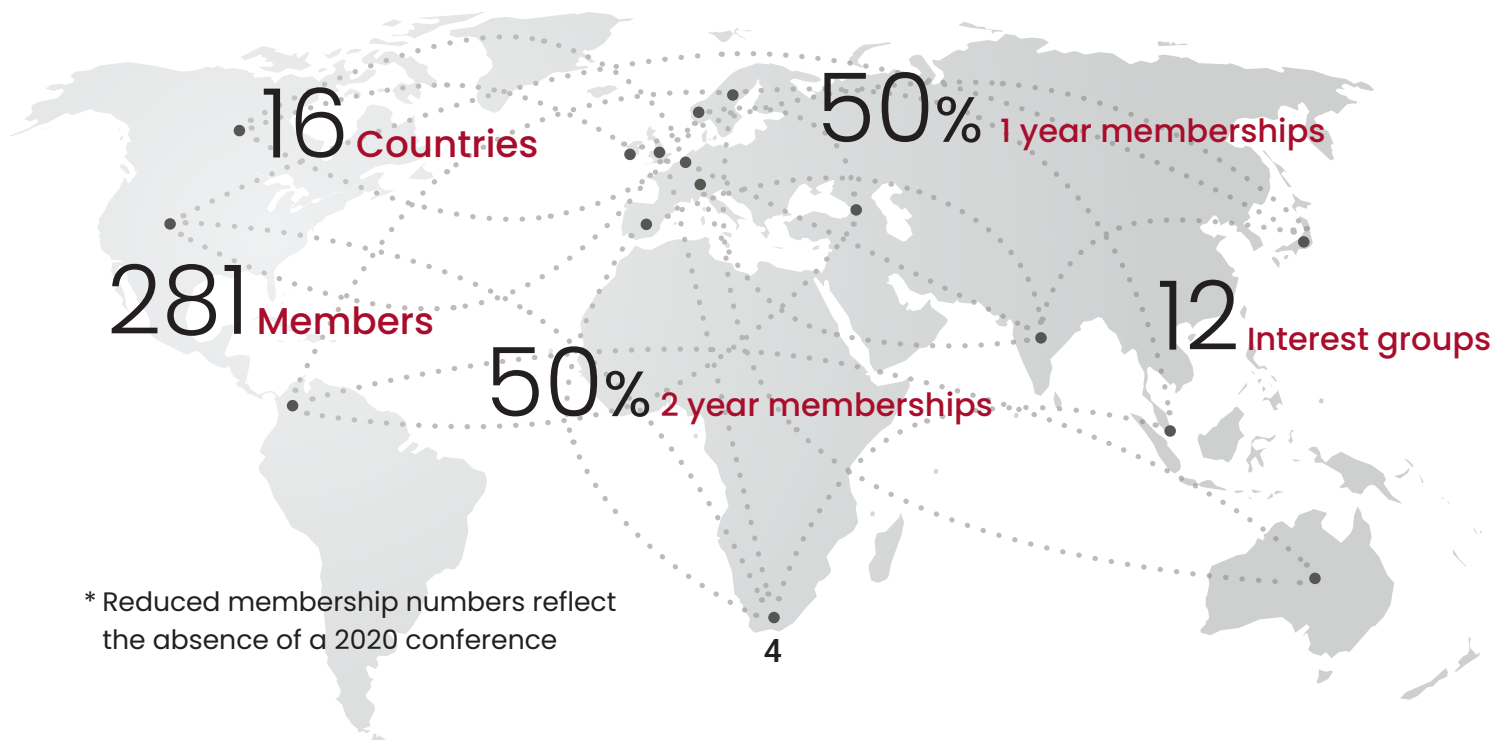 16 Countries
50% 1 year memberships
281 Members
12 Interest groups
50% 2 year memberships
* Reduced membership numbers reflect
the absence of a 2020 conference
4